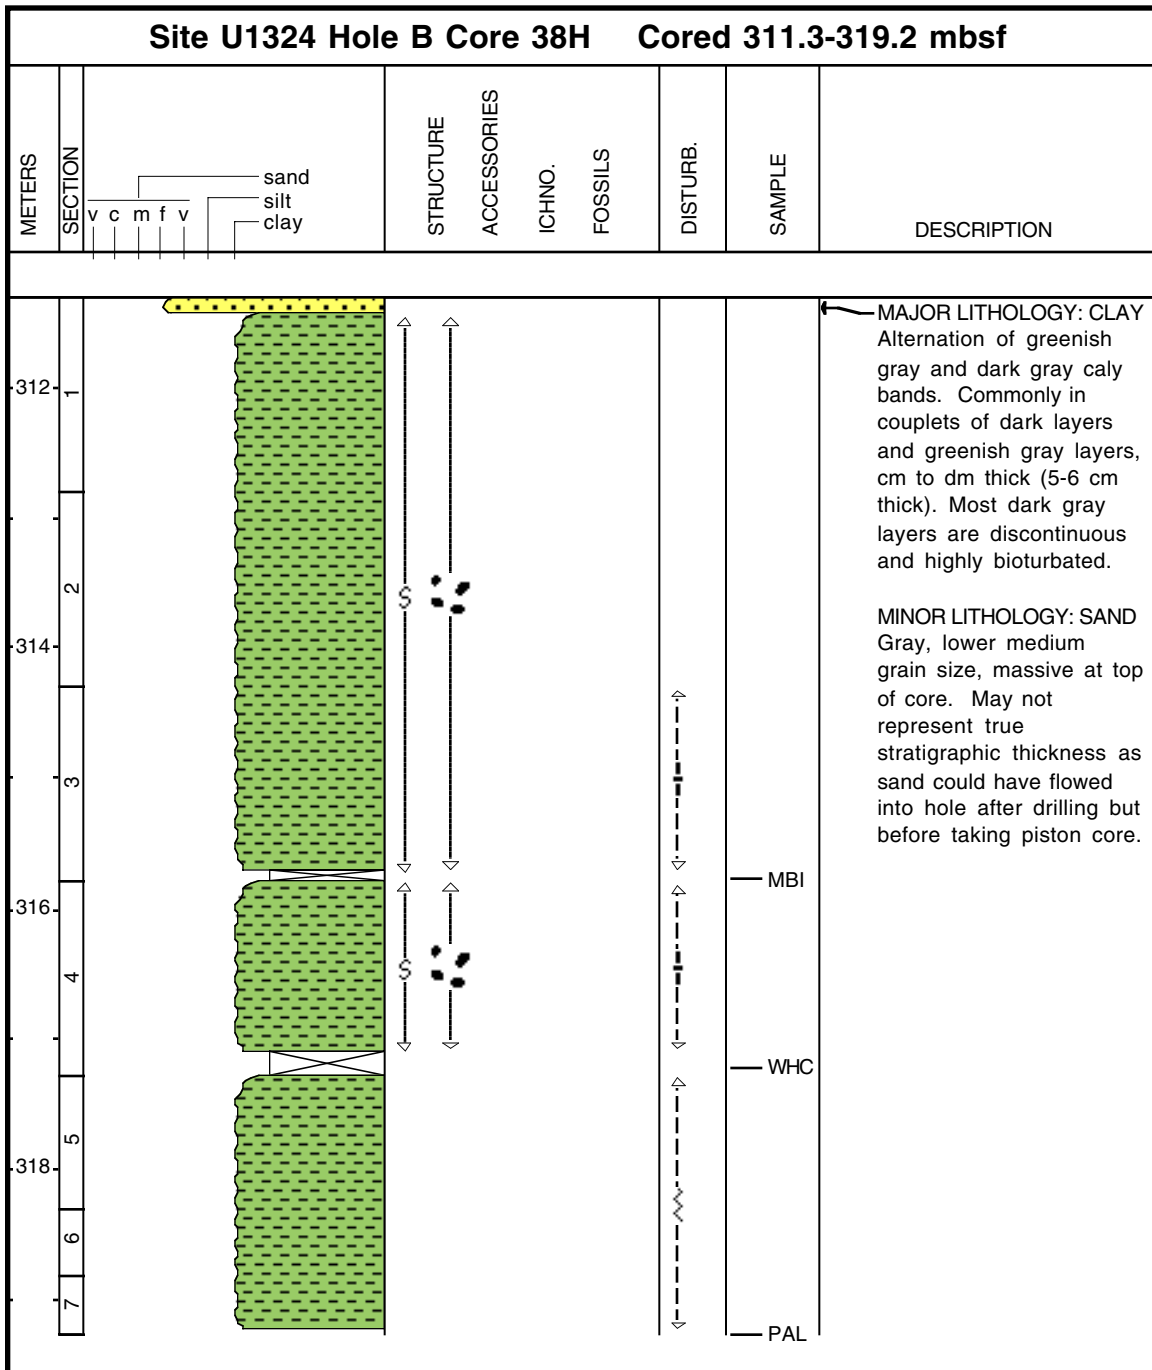 Site U1324 Hole B Core 38H Cored 311.3-319.2 mbsf
METERS
SECTION
v c m f v
sand
silt
clay
STRUCTURE
ACCESSORIES
ICHNO.
FOSSILS
DISTURB.
SAMPLE
DESCRIPTION
312
314
316
318
1
2
3
4
5
6
7
S
S
MBI
WHC
PAL
MAJOR LITHOLOGY: CLAY
Alternation of greenish
gray and dark gray caly
bands. Commonly in
couplets of dark layers
and greenish gray layers,
cm to dm thick (5-6 cm
thick). Most dark gray
layers are discontinuous
and highly bioturbated.
MINOR LITHOLOGY: SAND
Gray, lower medium
grain size, massive at top
of core. May not
represent true
stratigraphic thickness as
sand could have flowed
into hole after drilling but
before taking piston core.